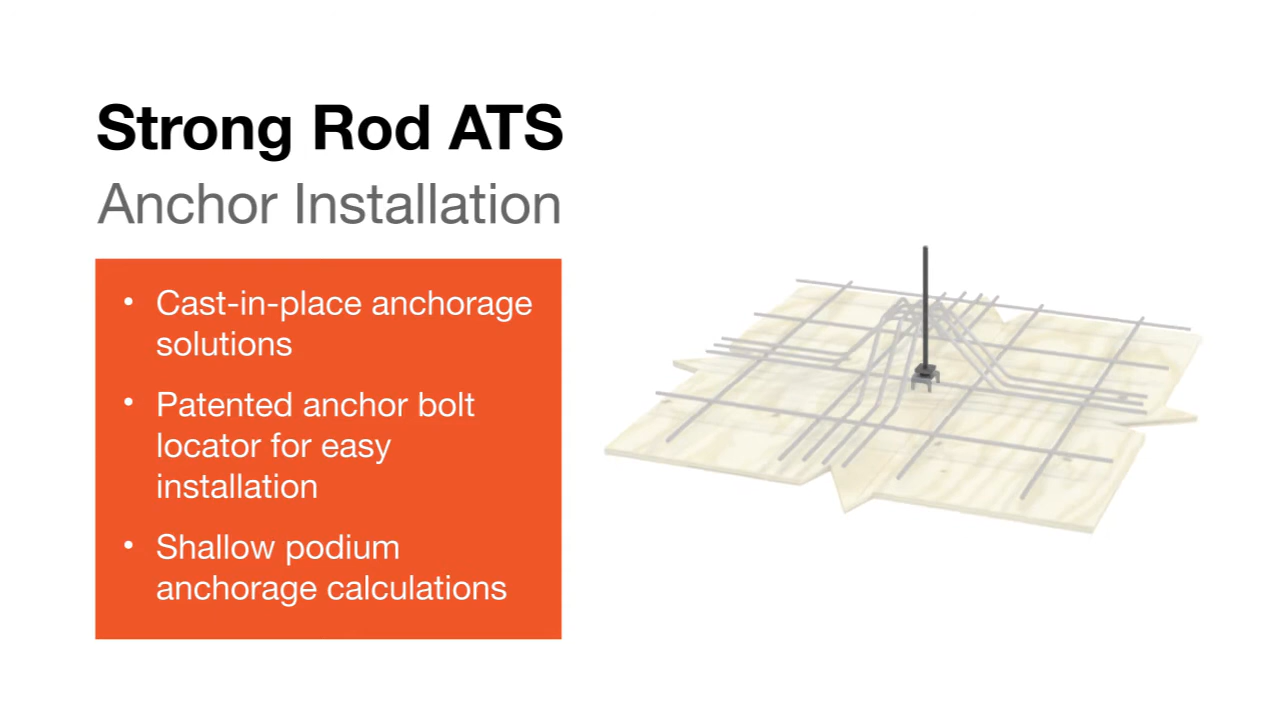 Strong Rod ATS
Anchor Installation
• Cast-in-place anchorage
solutions
• Patented anchor bolt
locator for easy
installation
• Shallow podium
anchorage calculations